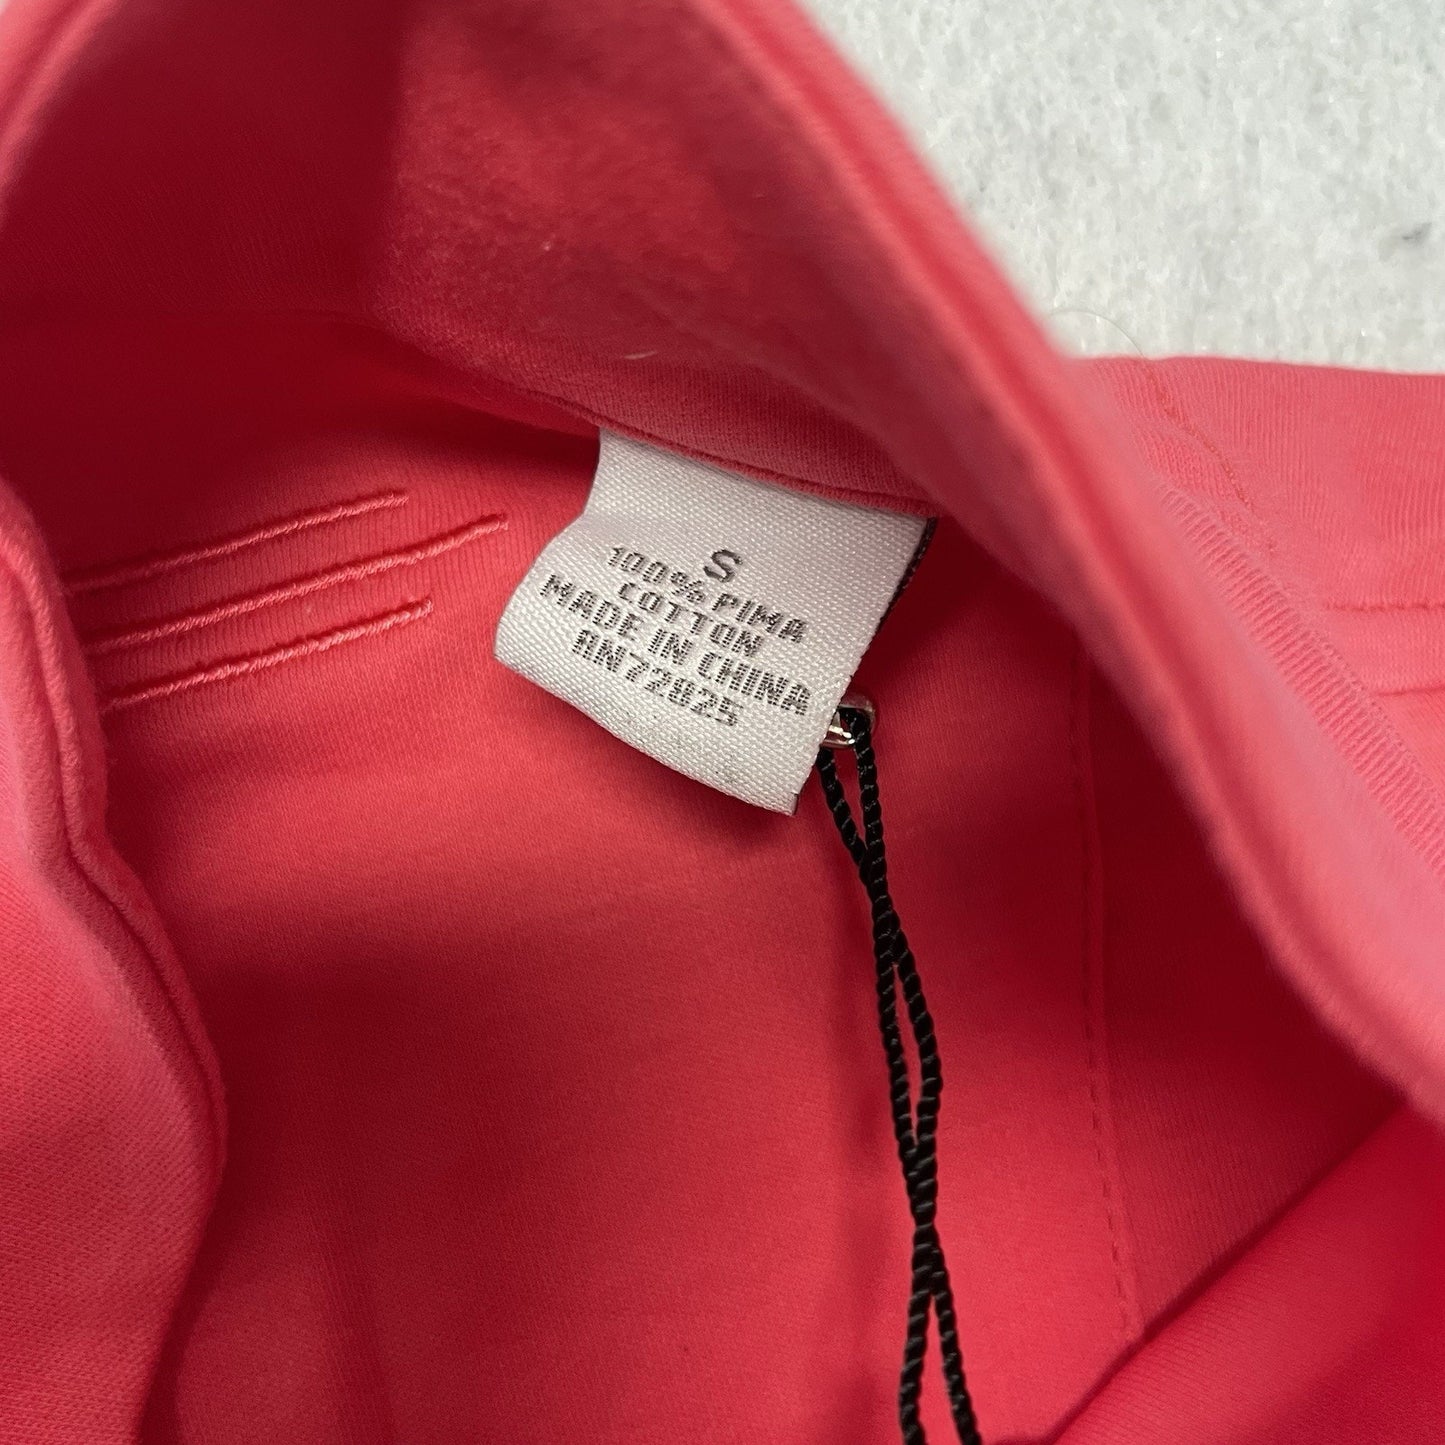 S
100% PIMA
COTTON
MADE IN CHINA
RN72825